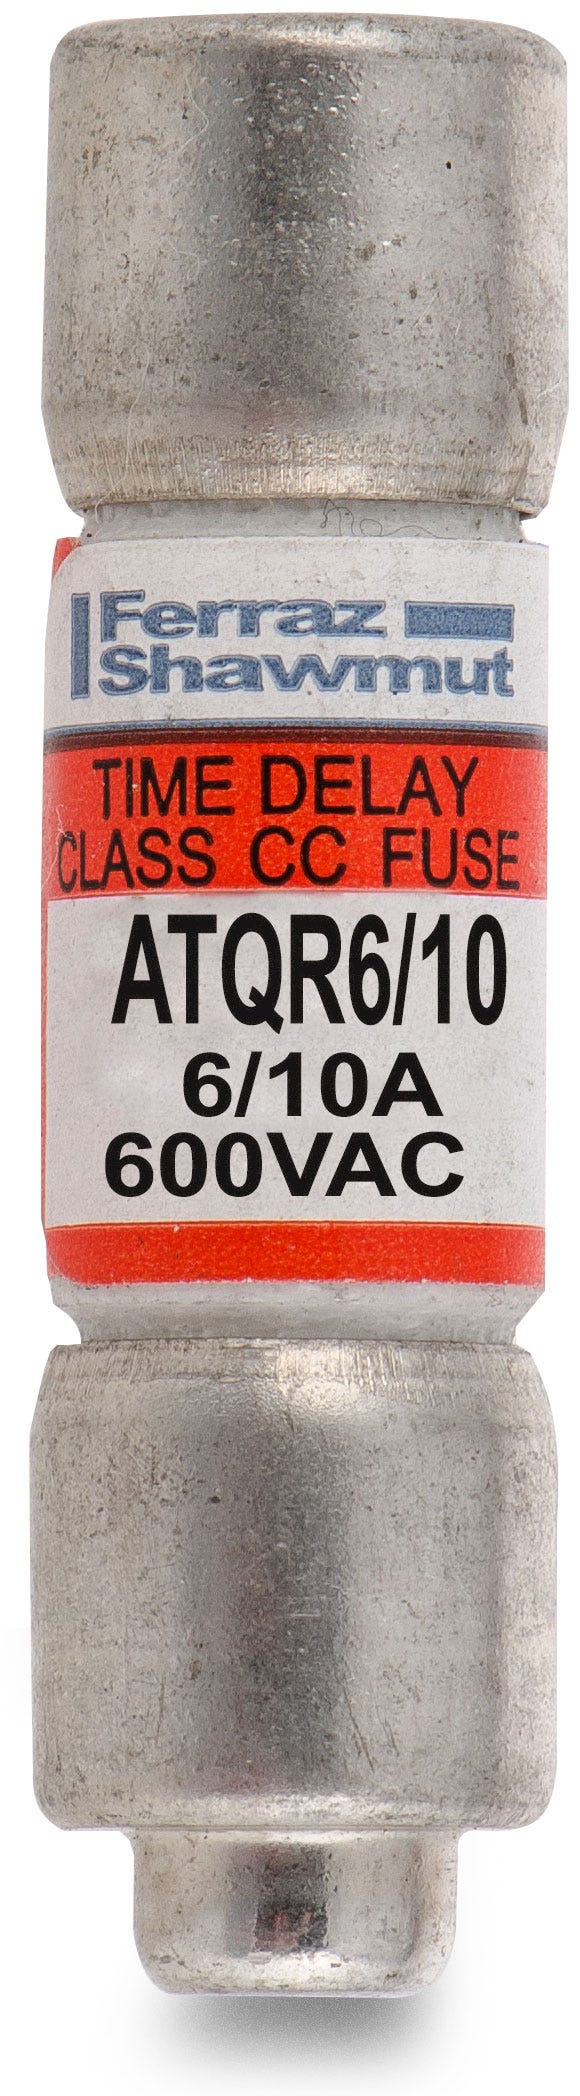 Ferraz
Shawmut
TIME DELAY
CLASS CC FUSE
ATQR6/10
6/10A
600VAC